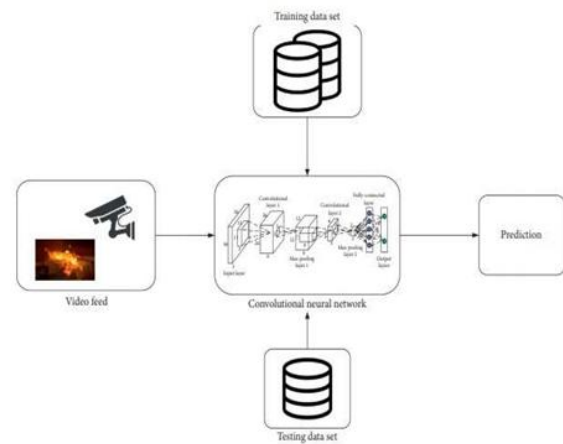 Training data set
Convolutional
layer 1
Convolutional
layer 2
Fully connected
layer
Input layer
Max pooling
layer 1
Max pooling
layer 2
Output
layer
Video feed
Convolutional neural network
Prediction
Testing data set